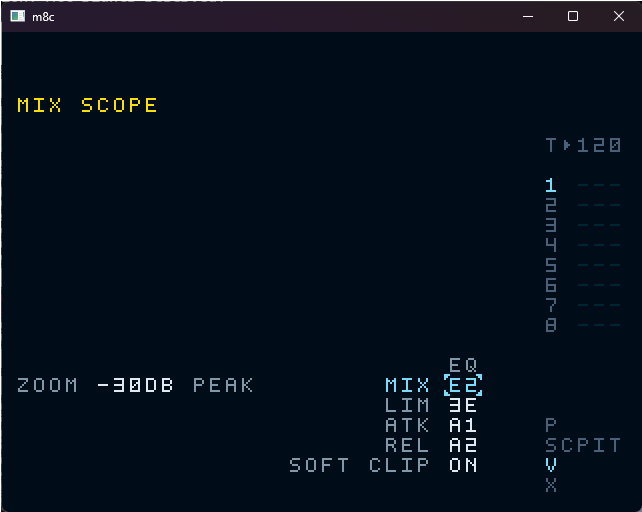 m8c
MIX SCOPE
T▸120
1 ---
2 ---
3 ---
4 ---
5 ---
6 ---
7 ---
8 ---
EQ
ZOOM -30DB PEAK MIX E2
LIM 3E
ATK A1 P
REL A2 SCPIT
SOFT CLIP ON V
X